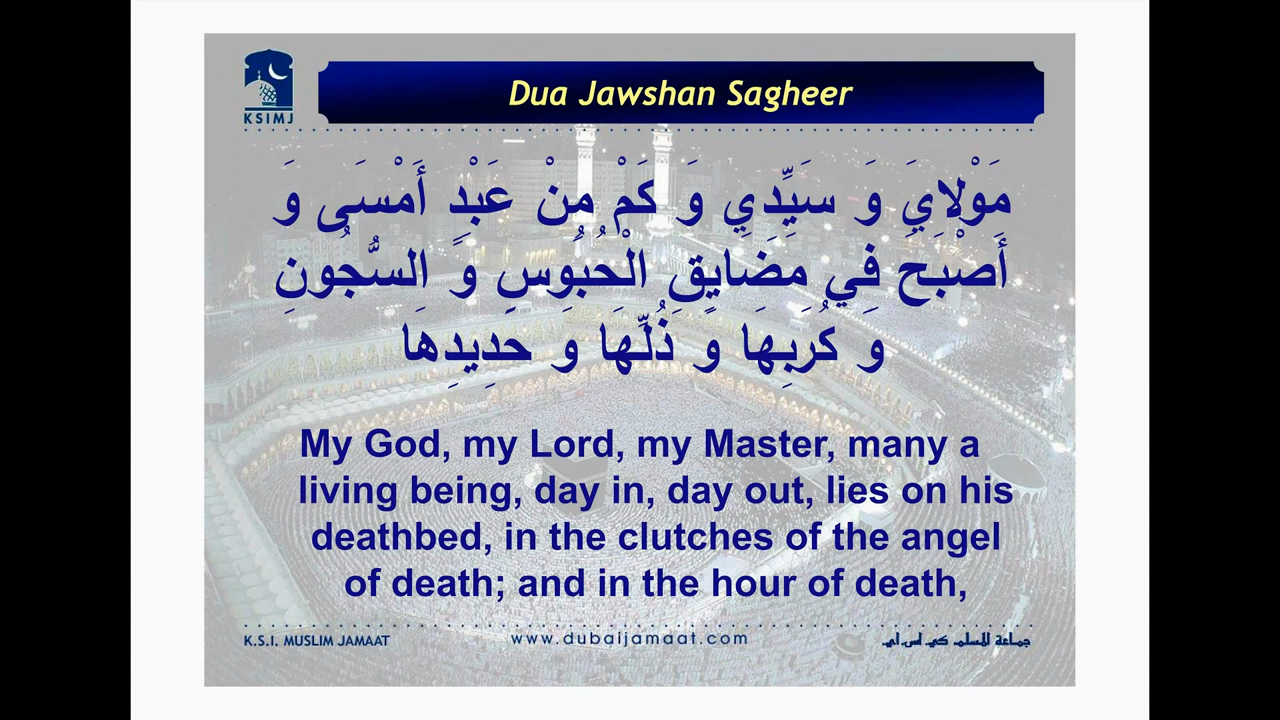 Dua Jawshan Sagheer
KSIMJ
مَوْلايَ وَ سَيِّدِي وَ كَمْ مِنْ عَبْدٍ أَمْسَى وَ
أَصْبَحَ فِي مَضَايِقِ الْحُبُوسِ وَ السُّجُونِ
وَ كُرَبِهَا وَ ذُلِّهَا وَ حَدِيدِهَا
My God, my Lord, my Master, many a
living being, day in, day out, lies on his
deathbed, in the clutches of the angel
of death; and in the hour of death,
K.S.I. MUSLIM JAMAAT
www.dubaijamaat.com